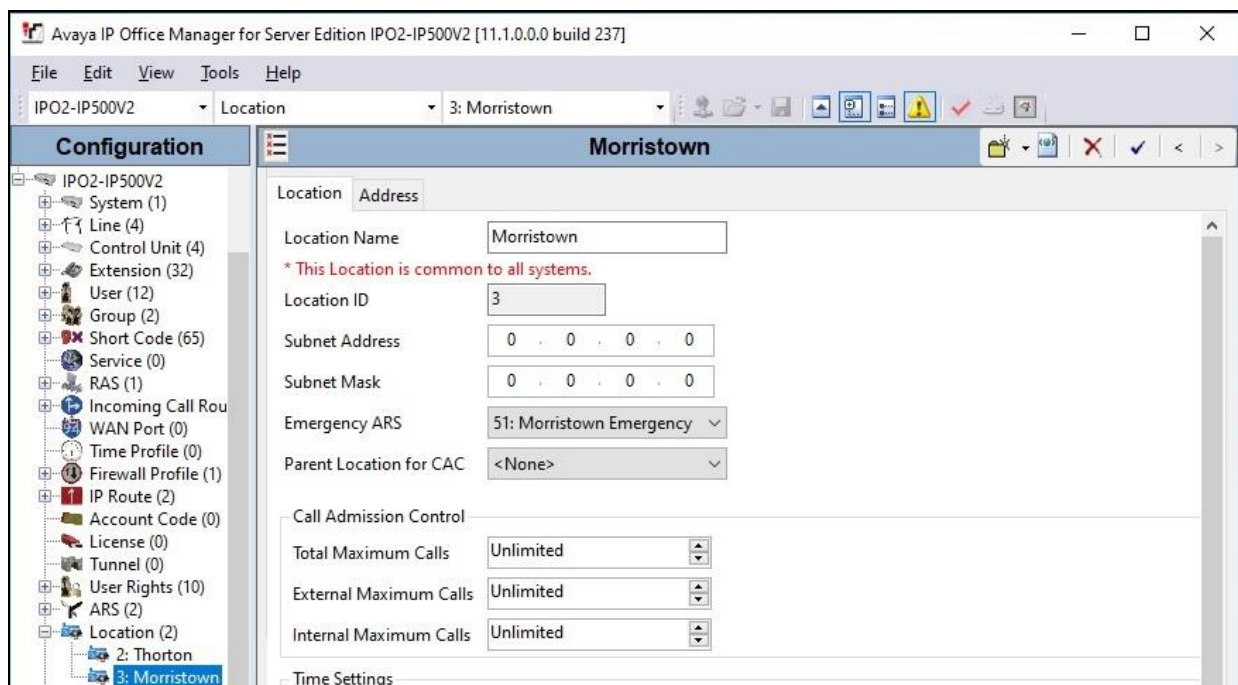 Avaya IP Office Manager for Server Edition IPO2-IP500V2 [11.1.0.0.0 build 237]
File Edit View Tools Help
IPO2-IP500V2 Location 3: Morristown
Configuration
Morristown
IPO2-IP500V2
System (1)
Line (4)
Control Unit (4)
Extension (32)
User (12)
Group (2)
Short Code (65)
Service (0)
RAS (1)
Incoming Call Rou
WAN Port (0)
Time Profile (0)
Firewall Profile (1)
IP Route (2)
Account Code (0)
License (0)
Tunnel (0)
User Rights (10)
ARS (2)
Location (2)
2: Thorton
3: Morristown
Location Address
Location Name Morristown
* This Location is common to all systems.
Location ID 3
Subnet Address 0 . 0 . 0 . 0
Subnet Mask 0 . 0 . 0 . 0
Emergency ARS 51: Morristown Emergency
Parent Location for CAC <None>
Call Admission Control
Total Maximum Calls Unlimited
External Maximum Calls Unlimited
Internal Maximum Calls Unlimited
Time Settings